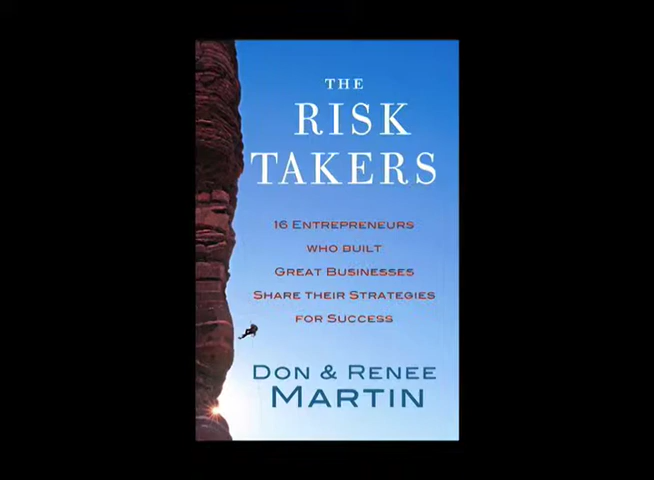 THE
RISK
TAKERS
16 ENTREPRENEURS
WHO BUILT
GREAT BUSINESSES
SHARE THEIR STRATEGIES
FOR SUCCESS
DON & RENEE
MARTIN